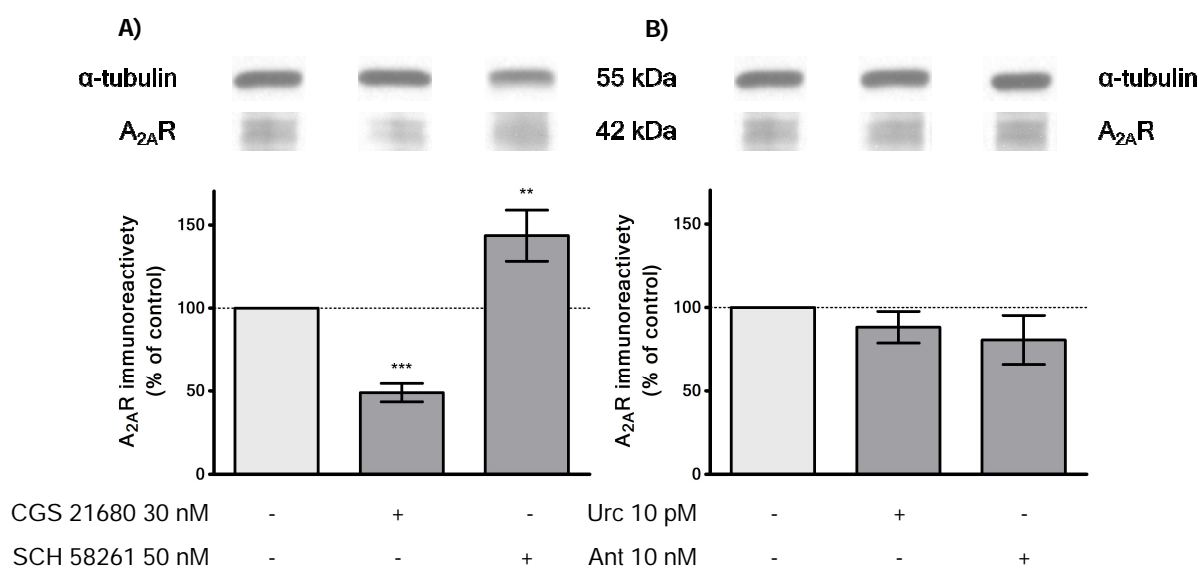 A) B)
α-tubulin 55 kDa α-tubulin
A2AR 42 kDa A2AR
A2AR immunoreactivety
(% of control)
150
100
50
0
**
***
A2AR immunoreactivety
(% of control)
150
100
50
0
CGS 21680 30 nM - + - Urc 10 pM - + -
SCH 58261 50 nM - - + Ant 10 nM - - +